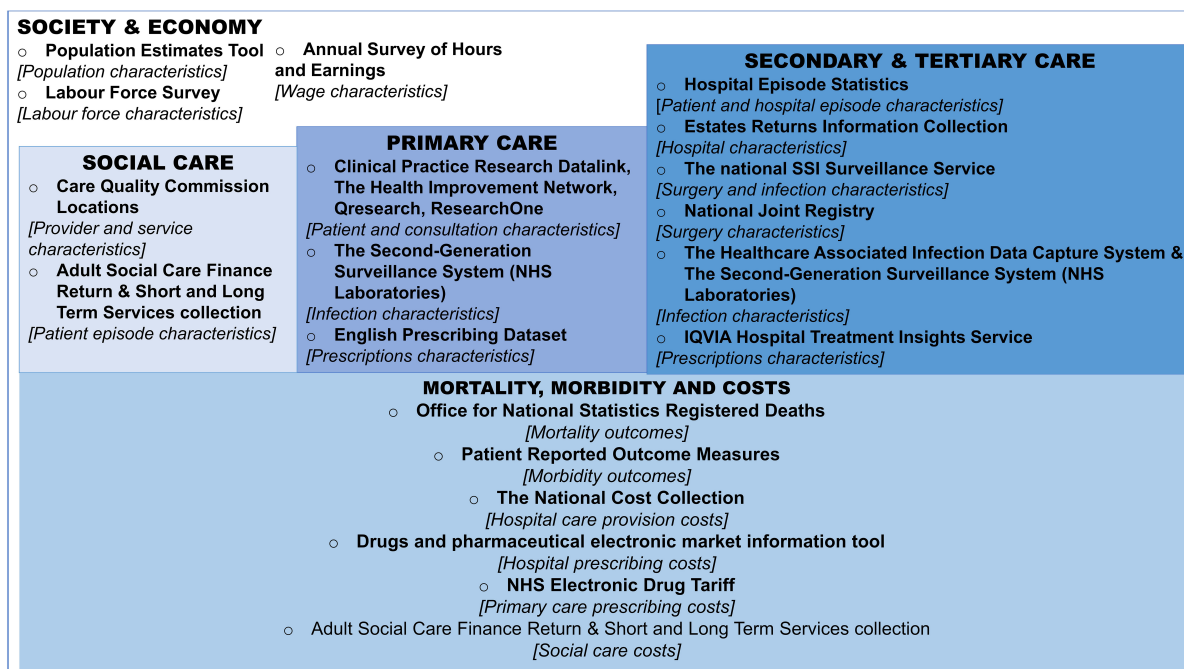 SOCIETY & ECONOMY
○ Population Estimates Tool
[Population characteristics]
○ Labour Force Survey
[Labour force characteristics]
○ Annual Survey of Hours
and Earnings
[Wage characteristics]
SOCIAL CARE
○ Care Quality Commission
Locations
[Provider and service
characteristics]
○ Adult Social Care Finance
Return & Short and Long
Term Services collection
[Patient episode characteristics]
PRIMARY CARE
○ Clinical Practice Research Datalink,
The Health Improvement Network,
Qresearch, ResearchOne
[Patient and consultation characteristics]
○ The Second-Generation
Surveillance System (NHS
Laboratories)
[Infection characteristics]
○ English Prescribing Dataset
[Prescriptions characteristics]
SECONDARY & TERTIARY CARE
○ Hospital Episode Statistics
[Patient and hospital episode characteristics]
○ Estates Returns Information Collection
[Hospital characteristics]
○ The national SSI Surveillance Service
[Surgery and infection characteristics]
○ National Joint Registry
[Surgery characteristics]
○ The Healthcare Associated Infection Data Capture System &
The Second-Generation Surveillance System (NHS
Laboratories)
[Infection characteristics]
○ IQVIA Hospital Treatment Insights Service
[Prescriptions characteristics]
MORTALITY, MORBIDITY AND COSTS
○ Office for National Statistics Registered Deaths
[Mortality outcomes]
○ Patient Reported Outcome Measures
[Morbidity outcomes]
○ The National Cost Collection
[Hospital care provision costs]
○ Drugs and pharmaceutical electronic market information tool
[Hospital prescribing costs]
○ NHS Electronic Drug Tariff
[Primary care prescribing costs]
○ Adult Social Care Finance Return & Short and Long Term Services collection
[Social care costs]